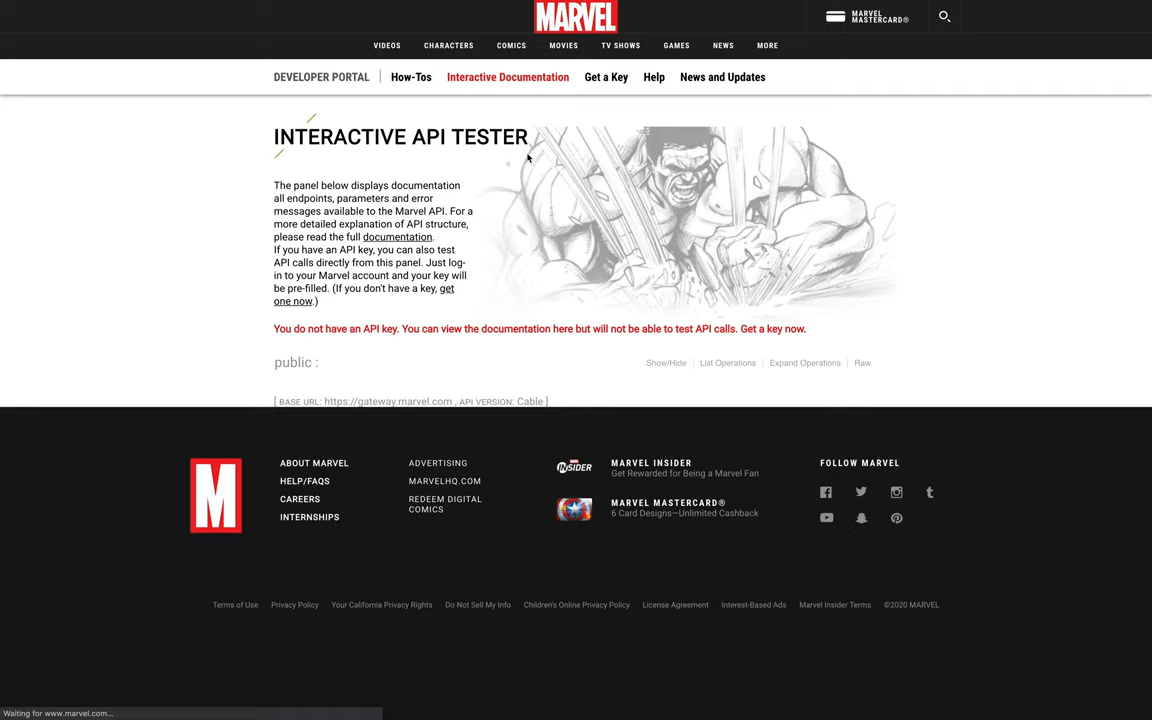 MARVEL
MARVEL
MASTERCARD®
VIDEOS CHARACTERS COMICS MOVIES TV SHOWS GAMES NEWS MORE
DEVELOPER PORTAL How-Tos Interactive Documentation Get a Key Help News and Updates
INTERACTIVE API TESTER
The panel below displays documentation
all endpoints, parameters and error
messages available to the Marvel API. For a
more detailed explanation of API structure,
please read the full documentation.
If you have an API key, you can also test
API calls directly from this panel. Just log-
in to your Marvel account and your key will
be pre-filled. (If you don't have a key, get
one now.)
You do not have an API key. You can view the documentation here but will not be able to test API calls. Get a key now.
public : Show/Hide List Operations Expand Operations Raw
[ BASE URL: https://gateway.marvel.com , API VERSION: Cable ]
M
ABOUT MARVEL
HELP/FAQS
CAREERS
INTERNSHIPS
ADVERTISING
MARVELHQ.COM
REDEEM DIGITAL
COMICS
MARVEL INSIDER
MARVEL INSIDER
Get Rewarded for Being a Marvel Fan
MARVEL MASTERCARD®
6 Card Designs—Unlimited Cashback
FOLLOW MARVEL
Terms of Use Privacy Policy Your California Privacy Rights Do Not Sell My Info Children's Online Privacy Policy License Agreement Interest-Based Ads Marvel Insider Terms ©2020 MARVEL
Waiting for www.marvel.com...